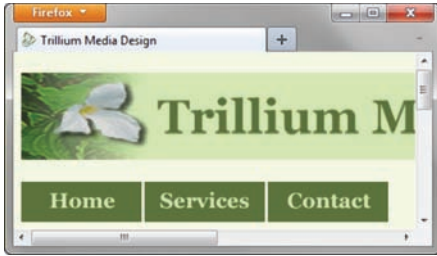 Firefox
Trillium Media Design
Trillium M
Home Services Contact